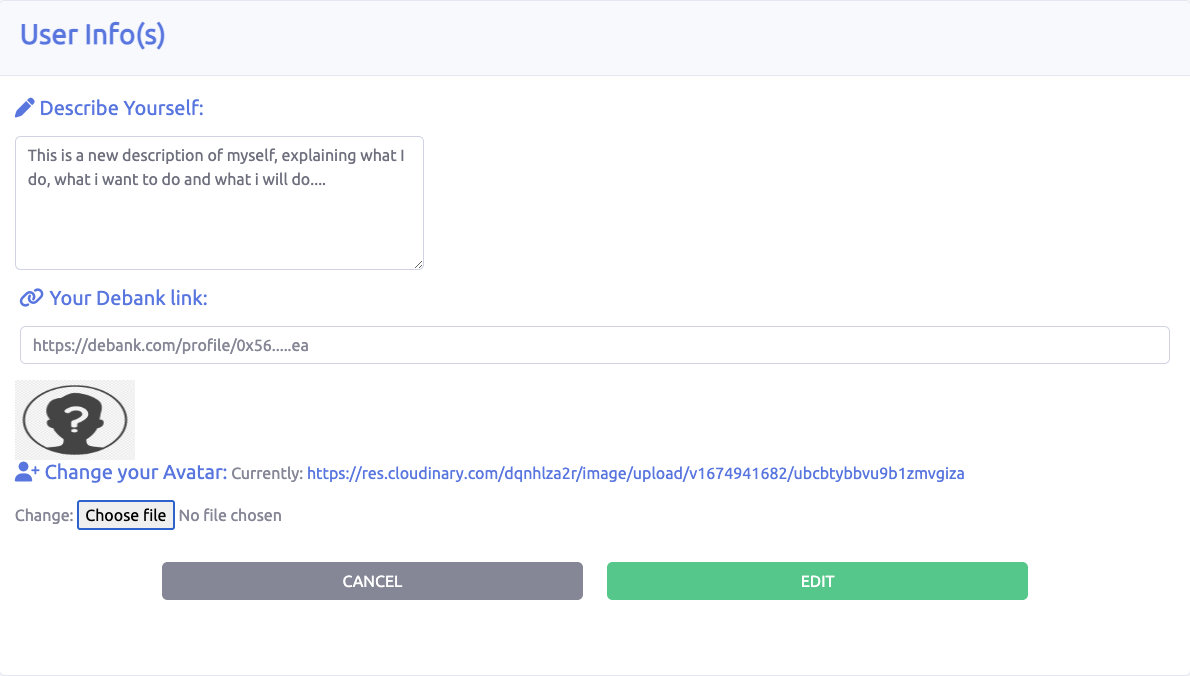 User Info(s)
Describe Yourself:
This is a new description of myself, explaining what I
do, what i want to do and what i will do....
Your Debank link:
https://debank.com/profile/0x56.....ea
?
Change your Avatar: Currently: https://res.cloudinary.com/dqnhlza2r/image/upload/v1674941682/ubcbtybbvu9b1zmvgiza
Change: Choose file No file chosen
CANCEL EDIT